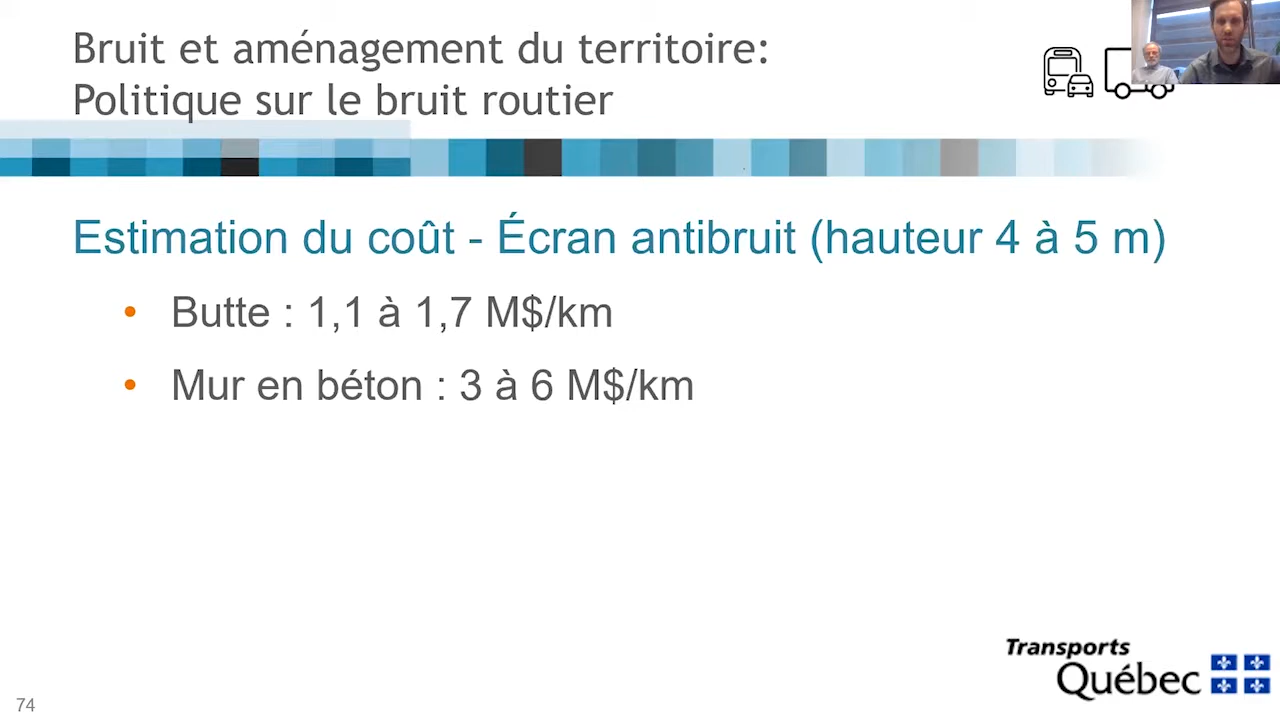 Bruit et aménagement du territoire:
Politique sur le bruit routier
Estimation du coût - Écran antibruit (hauteur 4 à 5 m)
• Butte : 1,1 à 1,7 M$/km
• Mur en béton : 3 à 6 M$/km
Transports
Québec
74